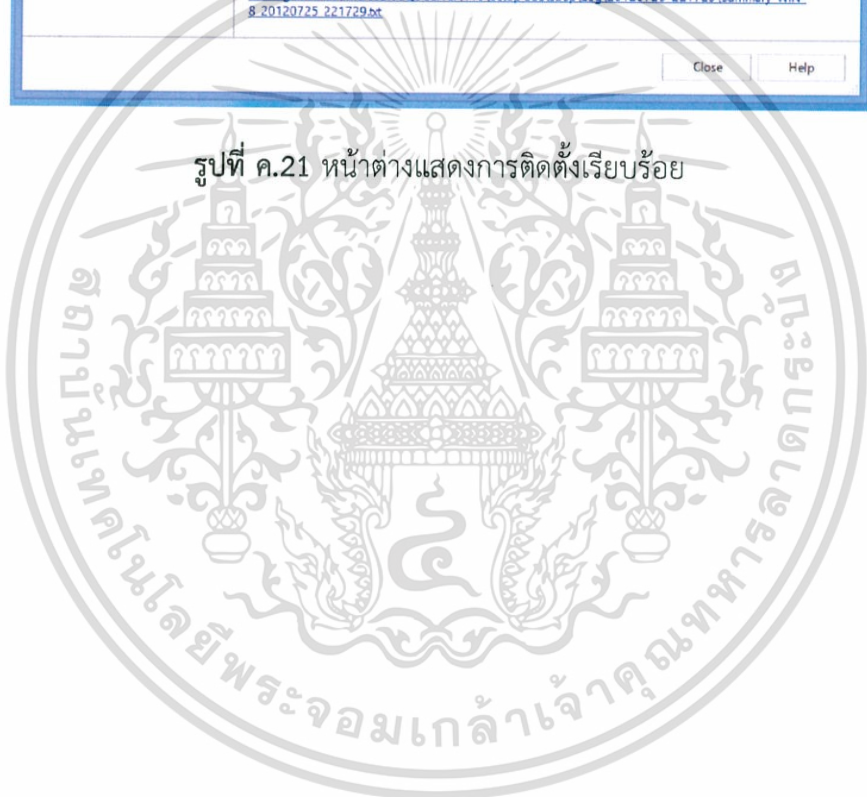 8_20120725_221729.txt
Close Help
รูปที่ ค.21 หน้าต่างแสดงการติดตั้งเรียบร้อย
สถาบันเทคโนโลยีพระจอมเกล้าเจ้าคุณทหารลาดกระบัง